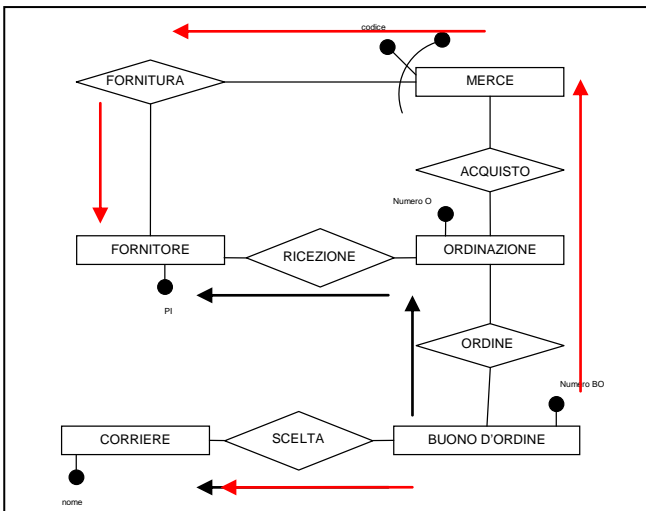 codice
FORNITURA
MERCE
ACQUISTO
Numero O
FORNITORE
RICEZIONE
ORDINAZIONE
PI
ORDINE
Numero BO
CORRIERE
SCELTA
BUONO D'ORDINE
nome